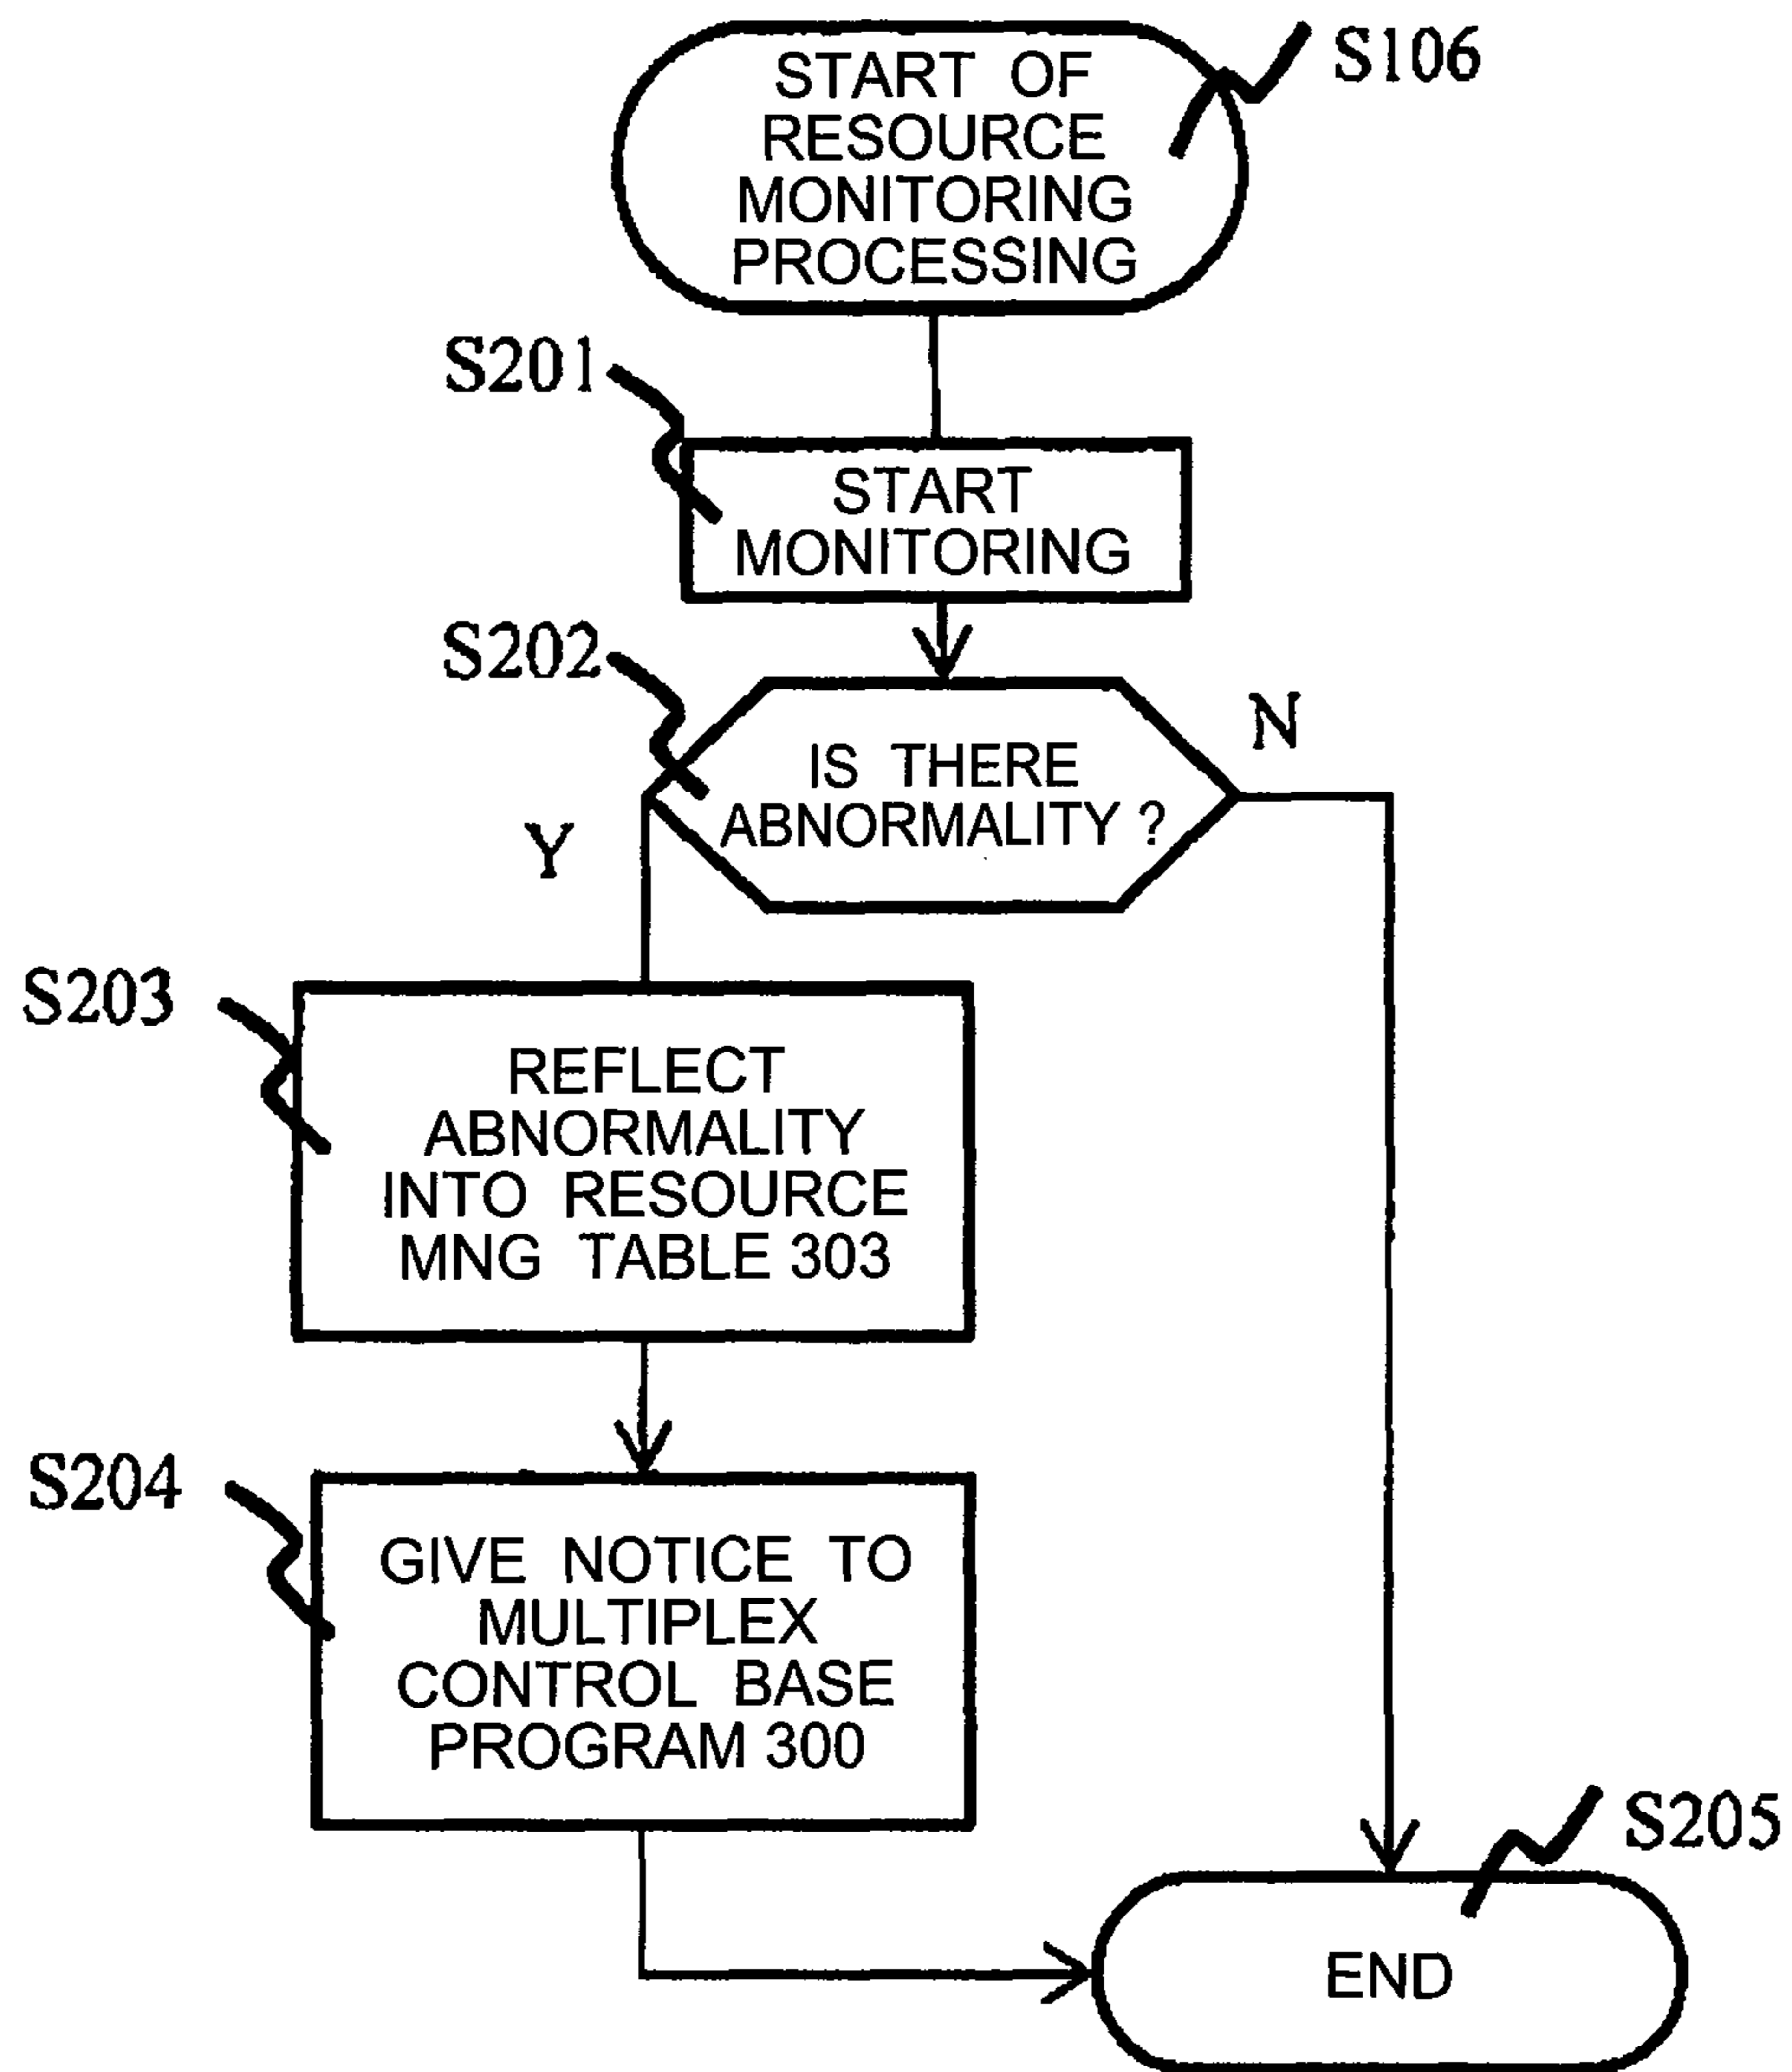 START OF
RESOURCE
MONITORING
PROCESSING
S106
S201
START
MONITORING
S202
IS THERE
ABNORMALITY ?
N
Y
S203
REFLECT
ABNORMALITY
INTO RESOURCE
MNG TABLE 303
S204
GIVE NOTICE TO
MULTIPLEX
CONTROL BASE
PROGRAM 300
S205
END